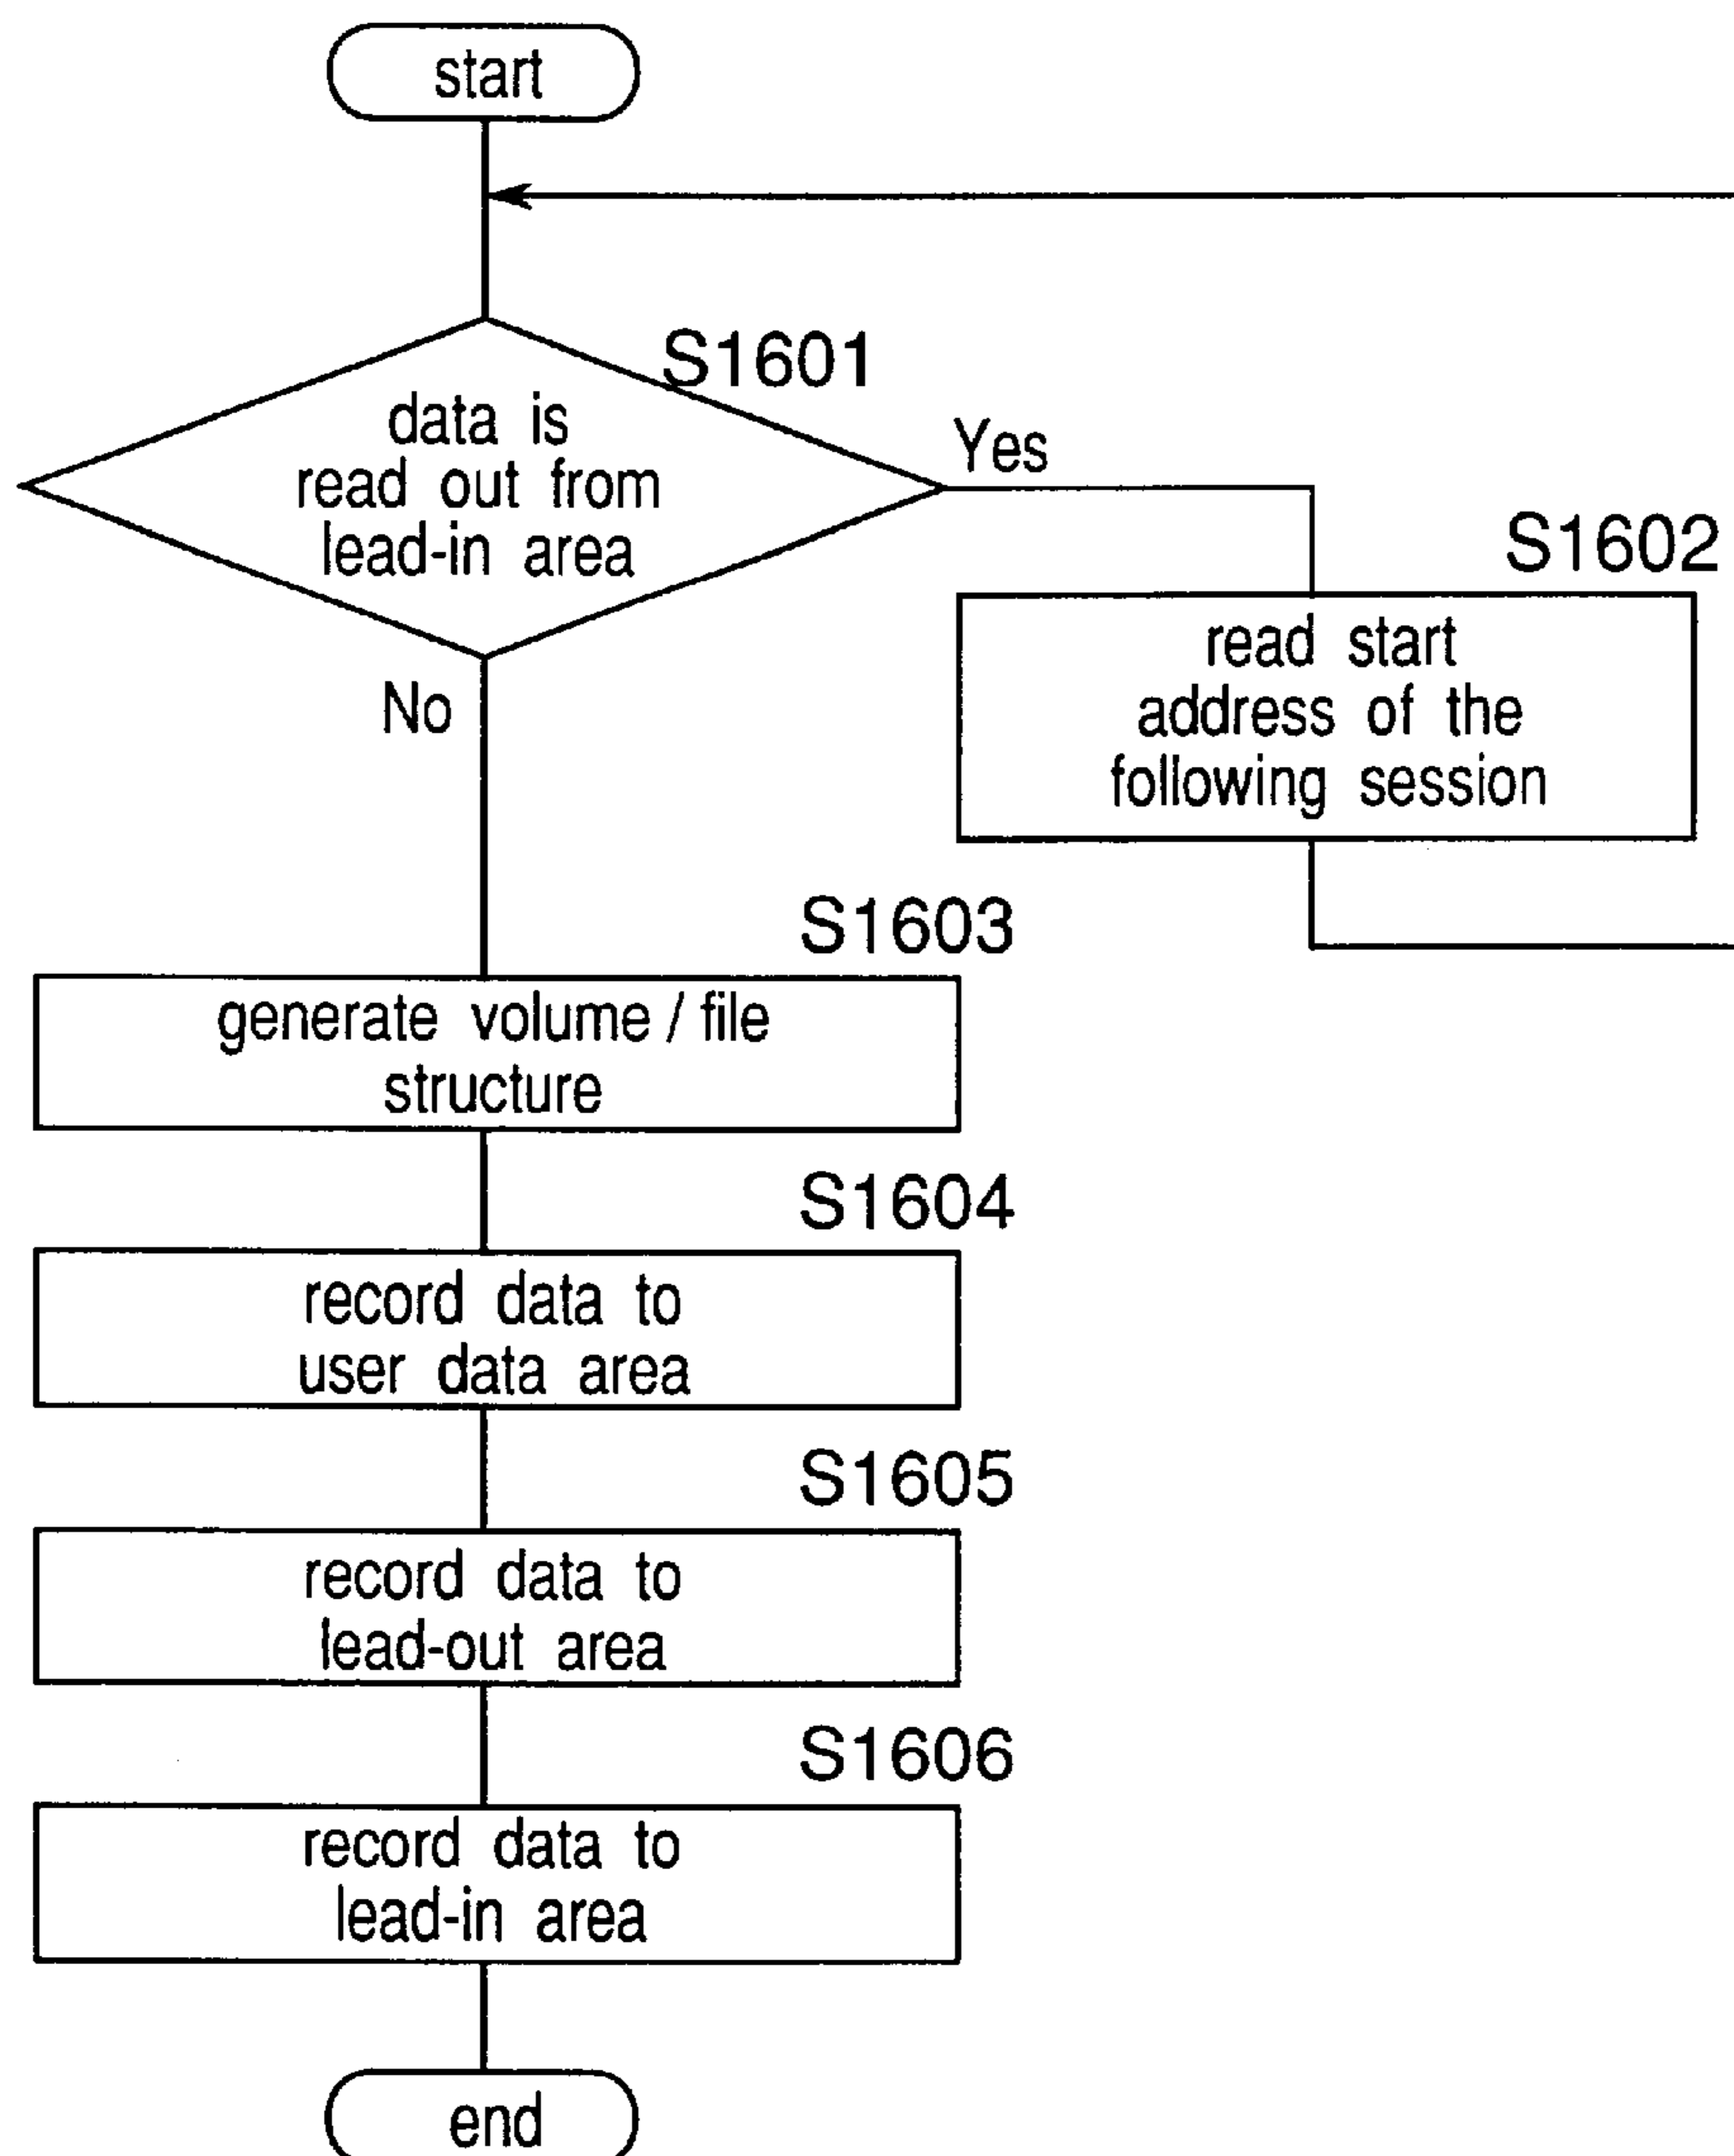 start
S1601
data is
read out from
lead-in area
Yes
No
S1602
read start
address of the
following session
S1603
generate volume / file
structure
S1604
record data to
user data area
S1605
record data to
lead-out area
S1606
record data to
lead-in area
end